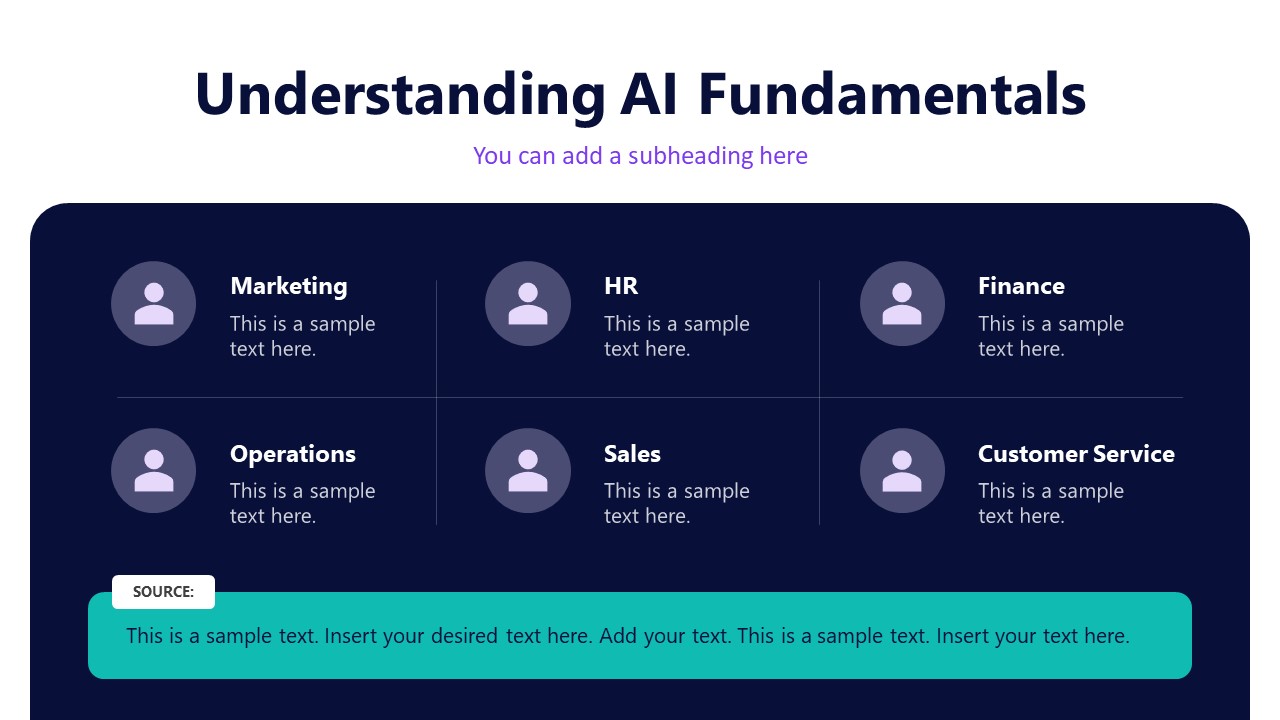 Understanding AI Fundamentals
You can add a subheading here
Marketing
This is a sample
text here.
HR
This is a sample
text here.
Finance
This is a sample
text here.
Operations
This is a sample
text here.
Sales
This is a sample
text here.
Customer Service
This is a sample
text here.
SOURCE:
This is a sample text. Insert your desired text here. Add your text. This is a sample text. Insert your text here.